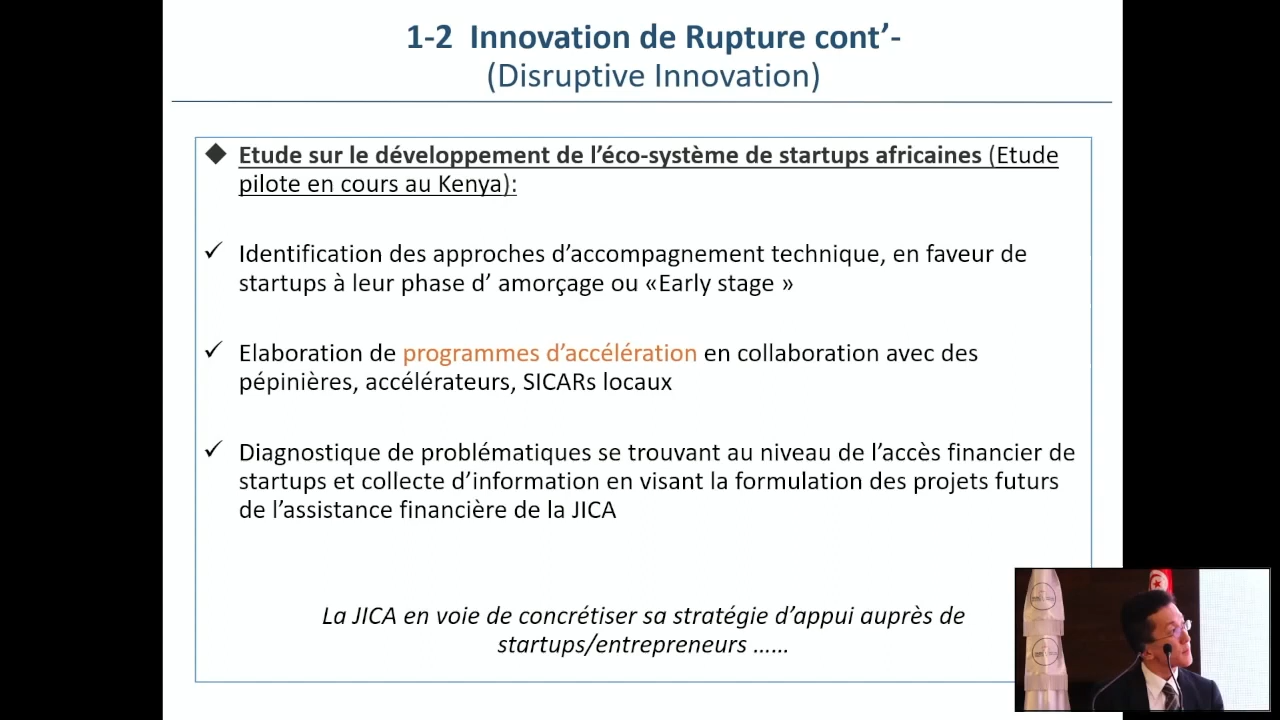 1-2 Innovation de Rupture cont’-
(Disruptive Innovation)
◆ Etude sur le développement de l’éco-système de startups africaines (Etude
pilote en cours au Kenya):
✓ Identification des approches d’accompagnement technique, en faveur de
startups à leur phase d’ amorçage ou «Early stage »
✓ Elaboration de programmes d’accélération en collaboration avec des
pépinières, accélérateurs, SICARs locaux
✓ Diagnostique de problématiques se trouvant au niveau de l’accès financier de
startups et collecte d’information en visant la formulation des projets futurs
de l’assistance financière de la JICA
La JICA en voie de concrétiser sa stratégie d’appui auprès de
startups/entrepreneurs ……